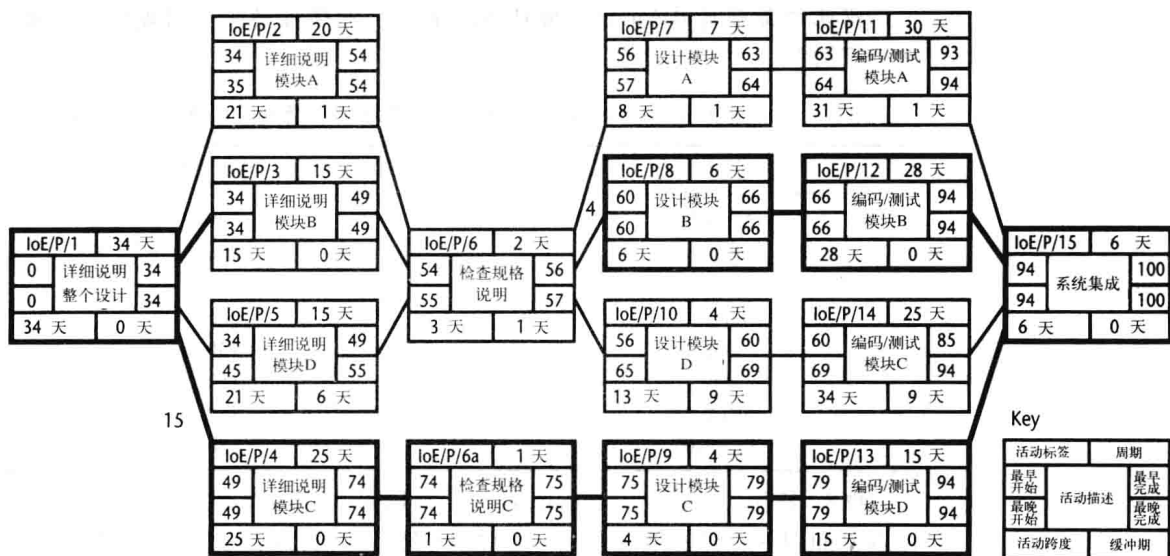 IoE/P/2 20 天
34 详细说明 54
35 模块A 54
21 天 1 天
IoE/P/7 7 天
56 设计模块 63
57 A 64
8 天 1 天
IoE/P/11 30 天
63 编码/测试 93
64 模块A 94
31 天 1 天
IoE/P/3 15 天
34 详细说明 49
34 模块B 49
15 天 0 天
4
IoE/P/8 6 天
60 设计模块 66
60 B 66
6 天 0 天
IoE/P/12 28 天
66 编码/测试 94
66 模块B 94
28 天 0 天
IoE/P/1 34 天
0 详细说明 34
0 整个设计 34
34 天 0 天
IoE/P/6 2 天
54 检查规格 56
55 说明 57
3 天 1 天
IoE/P/15 6 天
94 系统集成 100
94 100
6 天 0 天
IoE/P/5 15 天
34 详细说明 49
45 模块D 55
21 天 6 天
IoE/P/10 4 天
56 设计模块 60
65 D 69
13 天 9 天
IoE/P/14 25 天
60 编码/测试 85
69 模块C 94
34 天 9 天
15
IoE/P/4 25 天
49 详细说明 74
49 模块C 74
25 天 0 天
IoE/P/6a 1 天
74 检查规格 75
74 说明C 75
1 天 0 天
IoE/P/9 4 天
75 设计模块 79
75 C 79
4 天 0 天
IoE/P/13 15 天
79 编码/测试 94
79 模块D 94
15 天 0 天
Key
活动标签 周期
最早开始 活动描述 最早完成
最晚开始 最晚完成
活动跨度 缓冲期